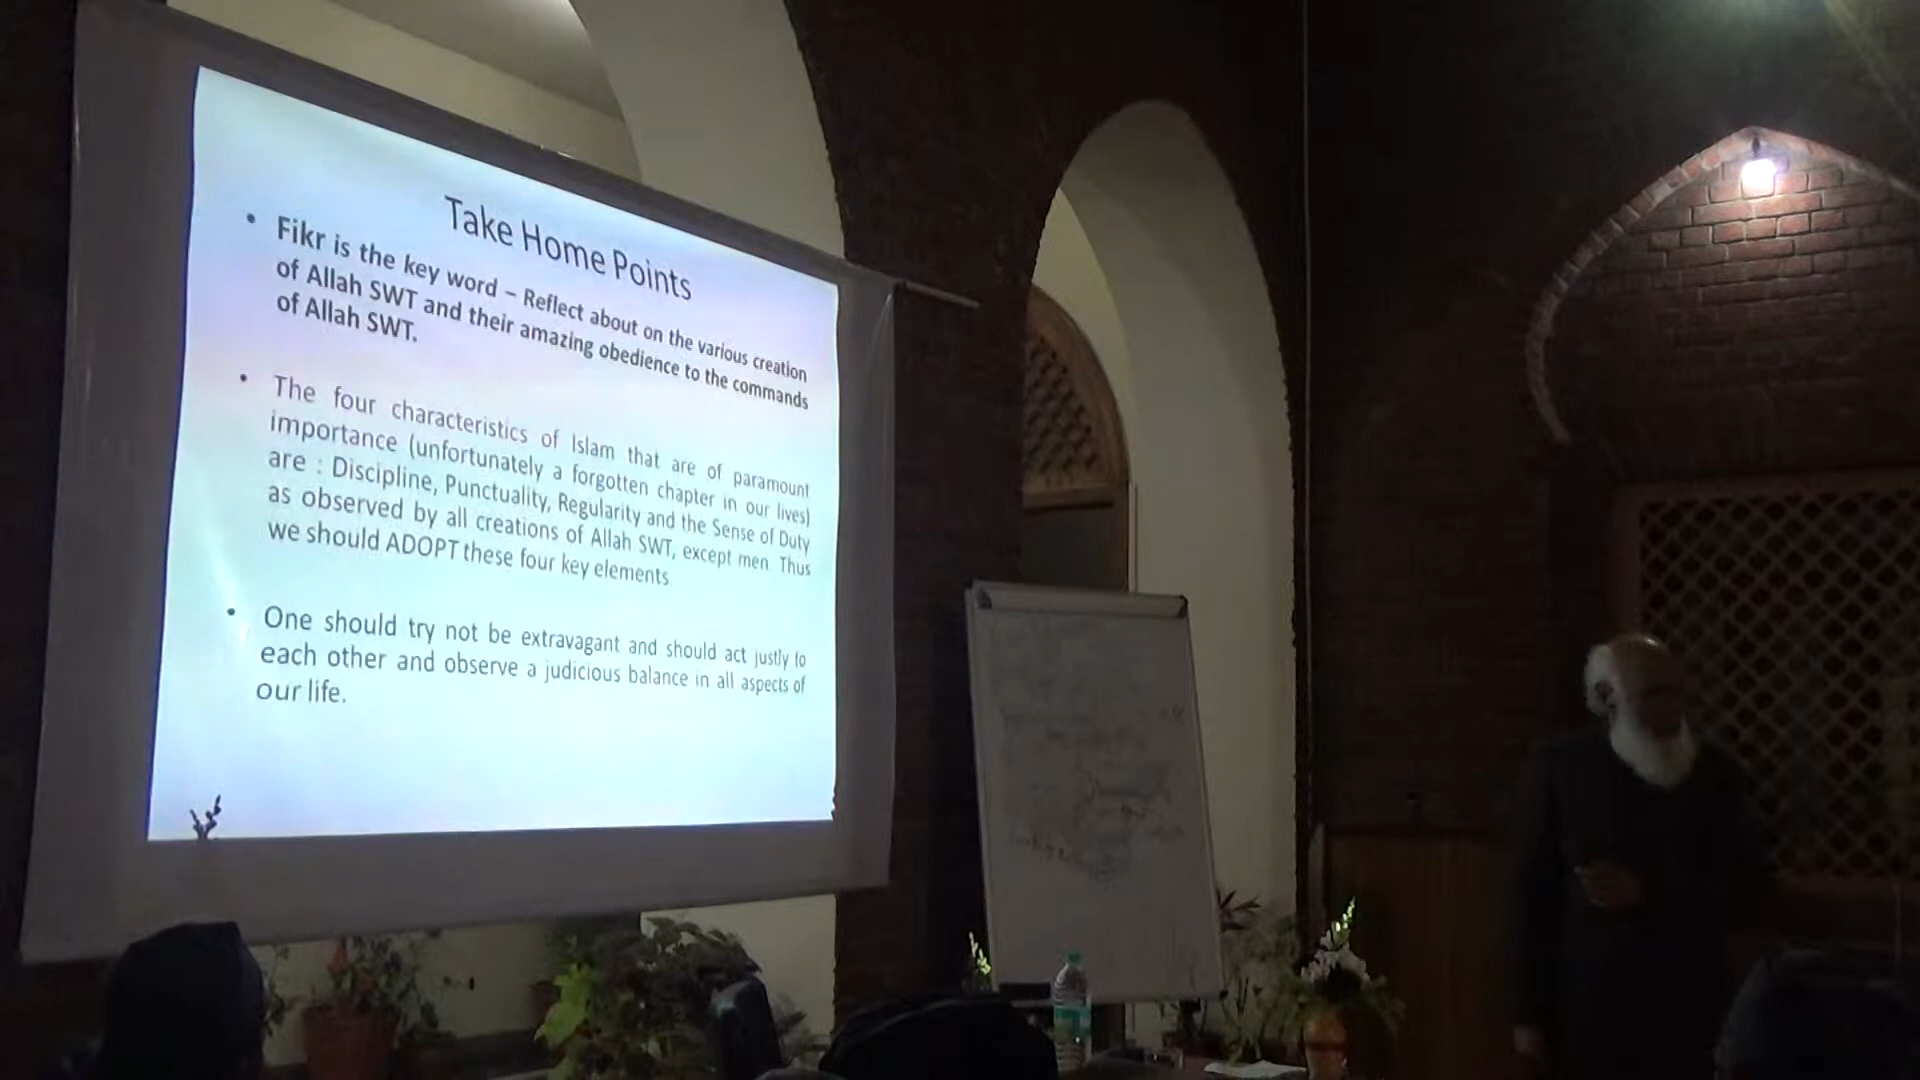 Take Home Points
• Fikr is the key word – Reflect about on the various creation
of Allah SWT and their amazing obedience to the commands
of Allah SWT.
• The four characteristics of Islam that are of paramount
importance (unfortunately a forgotten chapter in our lives)
are : Discipline, Punctuality, Regularity and the Sense of Duty
as observed by all creations of Allah SWT, except men. Thus
we should ADOPT these four key elements.
• One should try not be extravagant and should act justly to
each other and observe a judicious balance in all aspects of
our life.